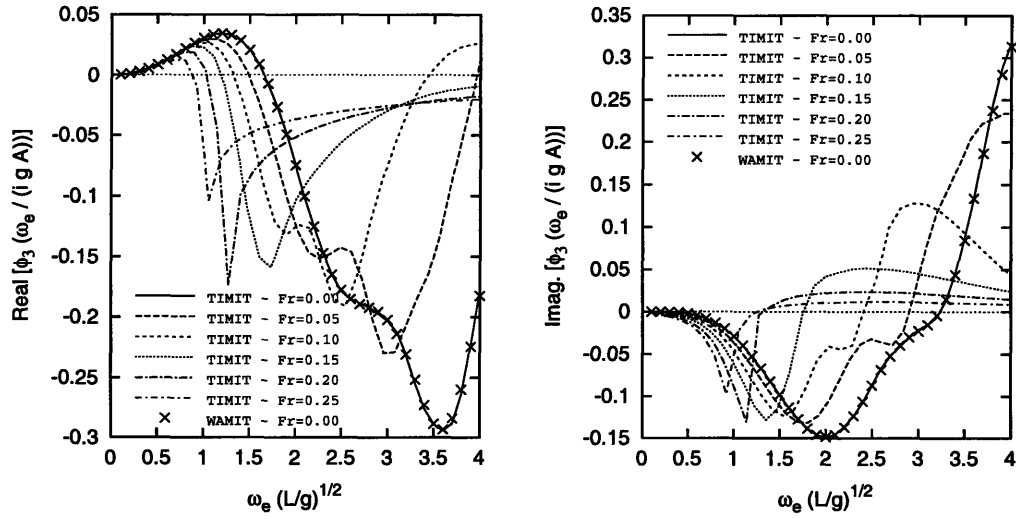 Real [ϕ₃ (ωₑ / (i g A))]
0.05
0
-0.05
-0.1
-0.15
-0.2
-0.25
-0.3
TIMIT - Fr=0.00
TIMIT - Fr=0.05
TIMIT - Fr=0.10
TIMIT - Fr=0.15
TIMIT - Fr=0.20
TIMIT - Fr=0.25
WAMIT - Fr=0.00
0 0.5 1 1.5 2 2.5 3 3.5 4
ωₑ (L/g)^1/2
Imag. [ϕ₃ (ωₑ / (i g A))]
0.35
0.3
0.25
0.2
0.15
0.1
0.05
0
-0.05
-0.1
-0.15
TIMIT - Fr=0.00
TIMIT - Fr=0.05
TIMIT - Fr=0.10
TIMIT - Fr=0.15
TIMIT - Fr=0.20
TIMIT - Fr=0.25
WAMIT - Fr=0.00
0 0.5 1 1.5 2 2.5 3 3.5 4
ωₑ (L/g)^1/2